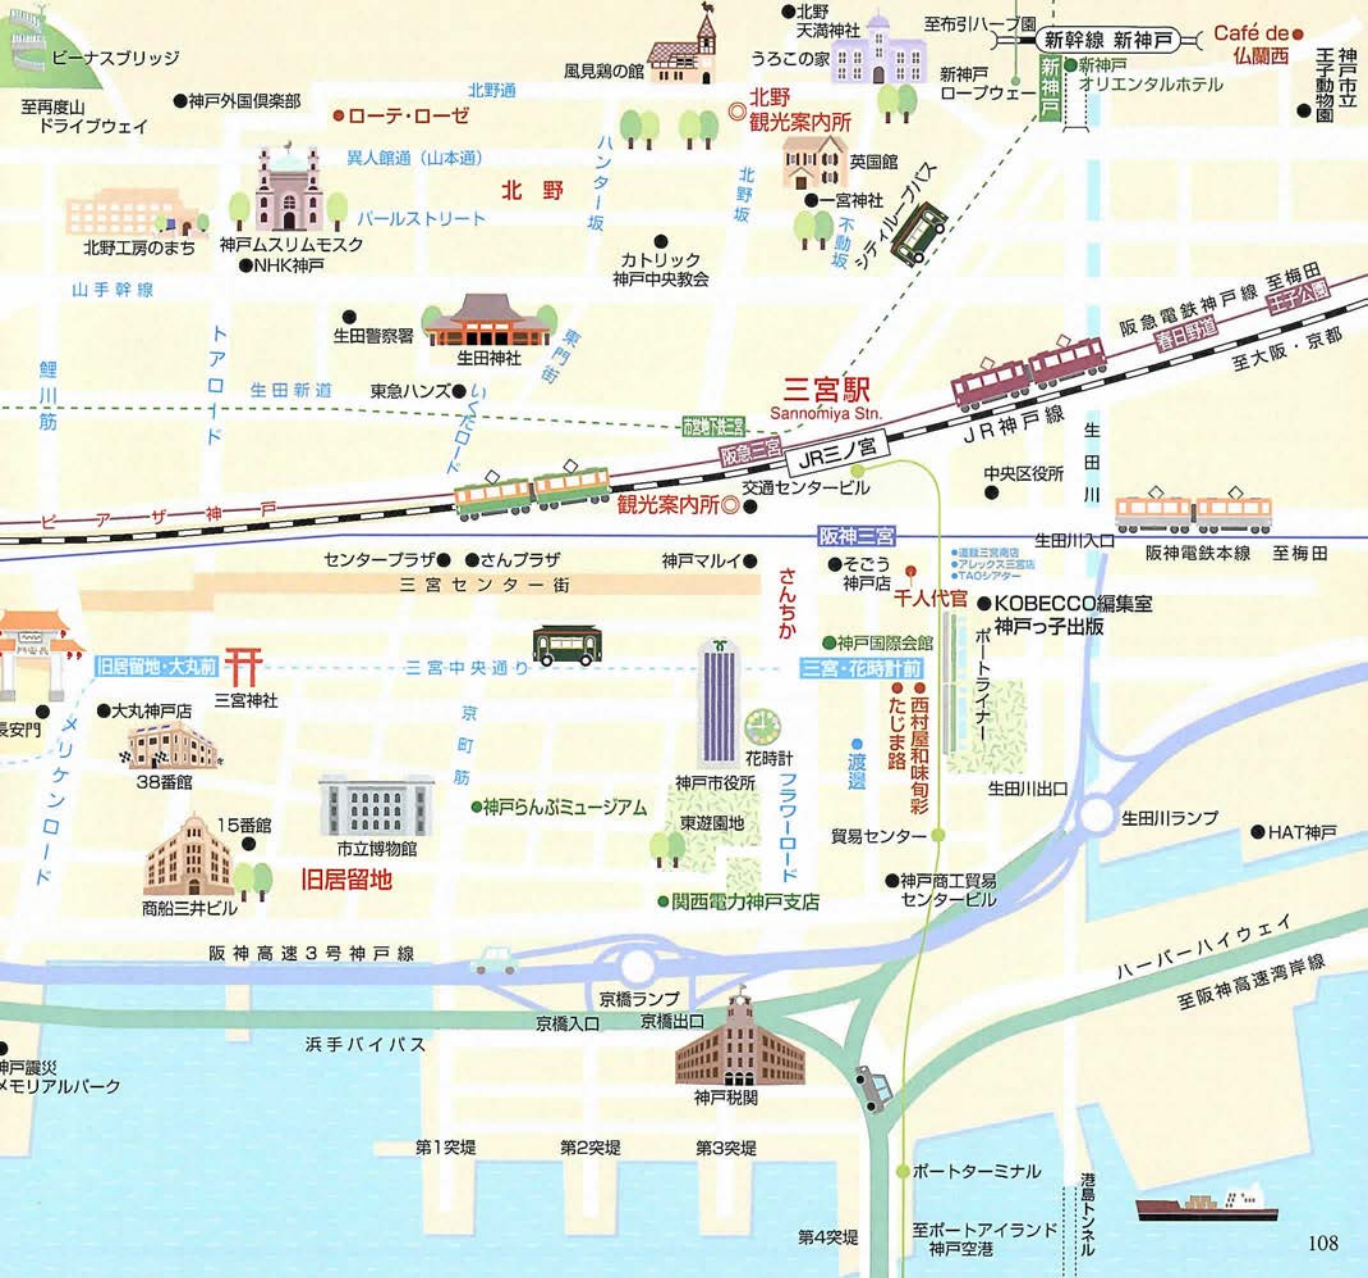 ビーナスブリッジ
至再度山
ドライブウェイ
神戸外国倶楽部
ローテ・ローゼ
北野通
風見鶏の館
北野
天満神社
うろこの家
至布引ハーブ園
新幹線 新神戸
Café de
仏蘭西
神戸市立
王子動物園
新神戸
ロープウェー
新神戸
新神戸
オリエンタルホテル
北野
観光案内所
異人館通（山本通）
ハンター坂
北野
北野坂
英国館
一宮神社
不動坂
シティループバス
パールストリート
北野工房のまち
神戸ムスリムモスク
NHK神戸
カトリック
神戸中央教会
山手幹線
生田警察署
生田神社
東門街
トアロード
鯉川筋
生田新道
東急ハンズ
いくたロード
三宮駅
Sannomiya Stn.
市営地下鉄三宮
阪急三宮
JR三ノ宮
阪急電鉄神戸線 至梅田
春日野道
王子公園
至大阪・京都
JR神戸線
生田川
ピアザ神戸
観光案内所
交通センタービル
中央区役所
阪神三宮
生田川入口
阪神電鉄本線 至梅田
センタープラザ
さんプラザ
神戸マルイ
さんちか
そごう
神戸店
千人代官
道頓三宮南店
アレックス三宮店
TAOシアター
KOBECCO編集室
神戸っ子出版
三宮センター街
神戸国際会館
ポートライナー
旧居留地・大丸前
三宮神社
三宮中央通り
三宮・花時計前
長安門
長安門
大丸神戸店
メリケンロード
38番館
京町筋
花時計
神戸市役所
フラワーロード
渡邊
たじま路
西村屋和味旬彩
生田川出口
生田川ランプ
HAT神戸
15番館
市立博物館
神戸らんぷミュージアム
東遊園地
貿易センター
商船三井ビル
旧居留地
関西電力神戸支店
神戸商工貿易
センタービル
阪神高速3号神戸線
ハーバーハイウェイ
至阪神高速湾岸線
京橋ランプ
京橋入口
京橋出口
浜手バイパス
神戸震災
メモリアルパーク
神戸税関
第1突堤
第2突堤
第3突堤
ポートターミナル
第4突堤
至ポートアイランド
神戸空港
港島トンネル
108